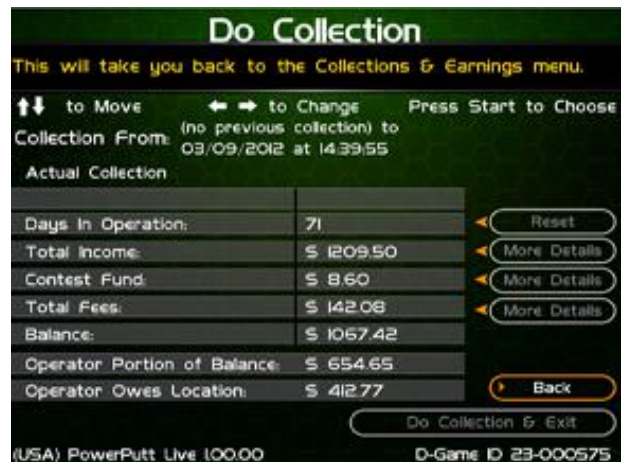 Do Collection
This will take you back to the Collections & Earnings menu.
to Move to Change Press Start to Choose
Collection From: (no previous collection) to
03/09/2012 at 14:39:55
Actual Collection
Days In Operation: 71 Reset
Total Income: $ 1209.50 More Details
Contest Fund: $ 8.60 More Details
Total Fees: $ 142.08 More Details
Balance: $ 1067.42
Operator Portion of Balance: $ 654.65
Operator Owes Location: $ 412.77 Back
Do Collection & Exit
(USA) PowerPutt Live 1.00.00 D-Game ID 23-000575